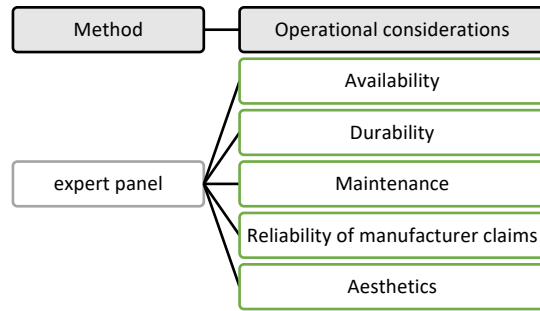 Method
Operational considerations
expert panel
Availability
Durability
Maintenance
Reliability of manufacturer claims
Aesthetics